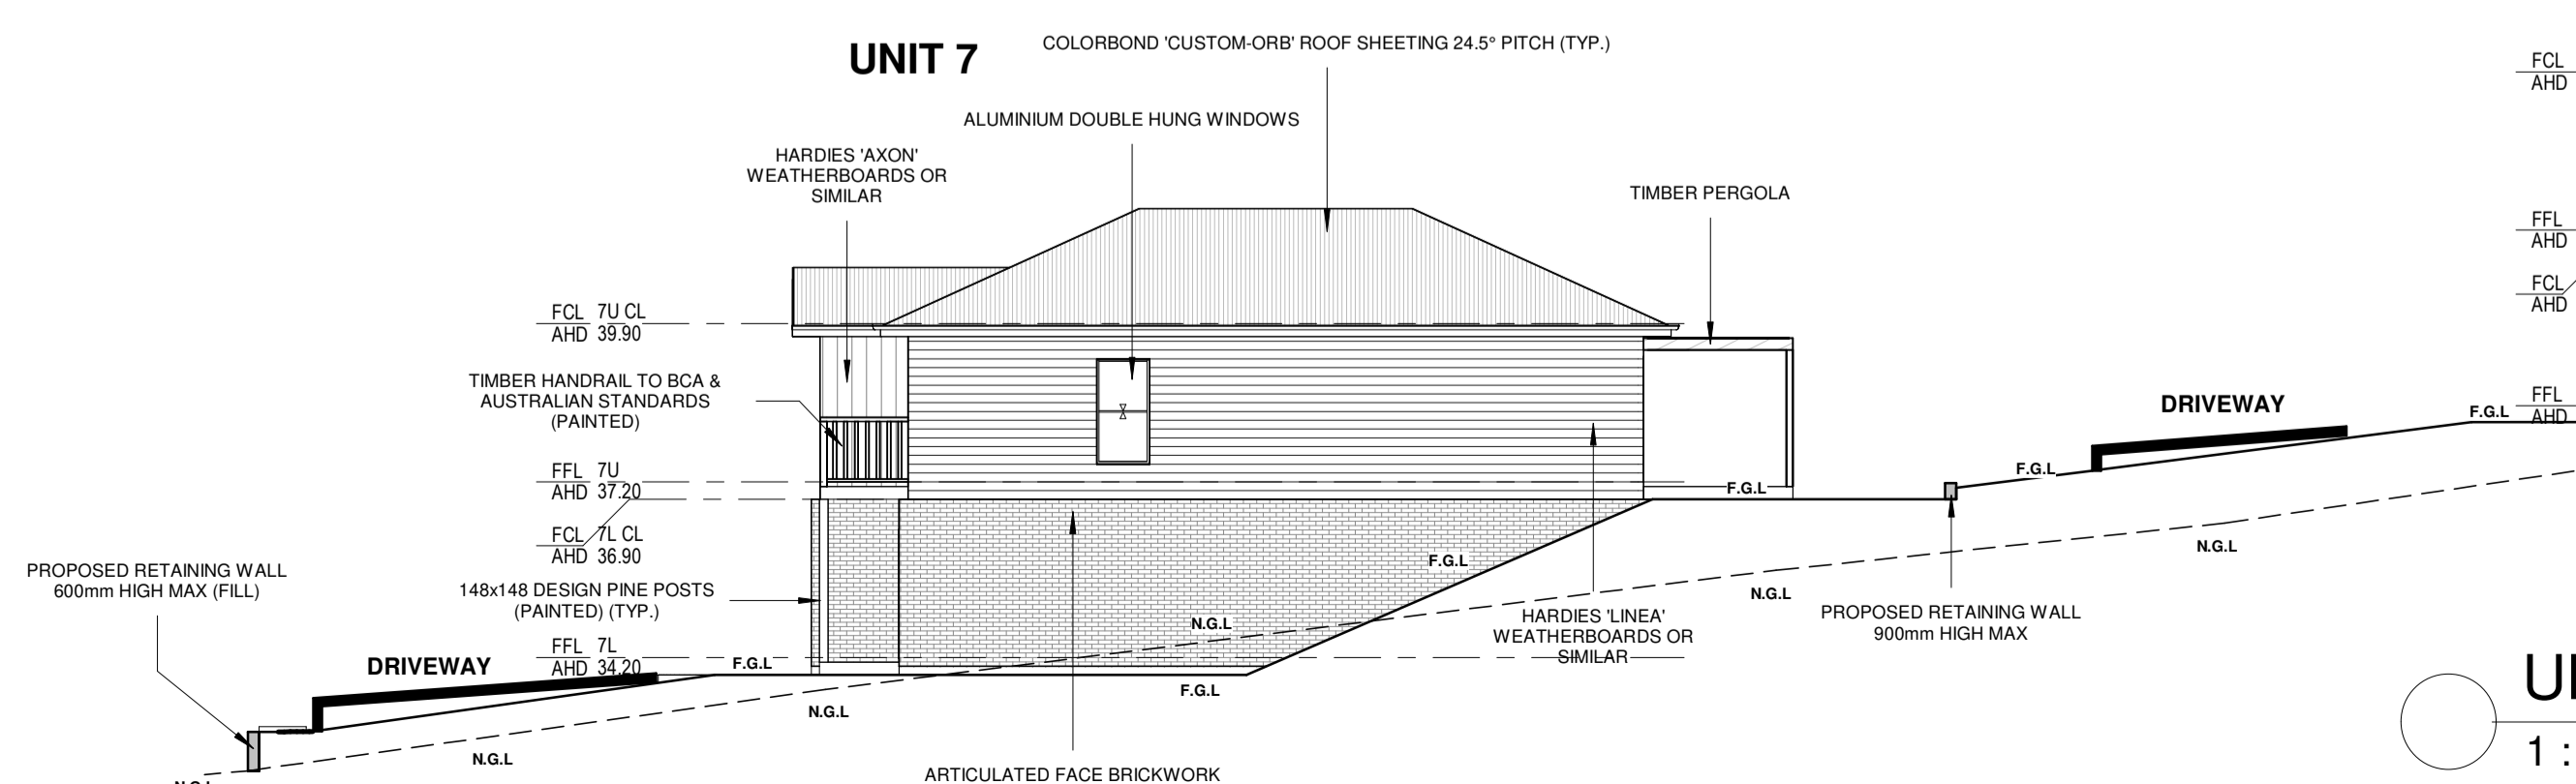 UNIT 7
COLORBOND 'CUSTOM-ORB' ROOF SHEETING 24.5° PITCH (TYP.)
ALUMINIUM DOUBLE HUNG WINDOWS
HARDIES 'AXON'
WEATHERBOARDS OR
SIMILAR
TIMBER PERGOLA
FCL 7U CL
AHD 39.90
TIMBER HANDRAIL TO BCA &
AUSTRALIAN STANDARDS
(PAINTED)
FFL 7U
AHD 37.20
FCL 7L CL
AHD 36.90
PROPOSED RETAINING WALL
600mm HIGH MAX (FILL)
148x148 DESIGN PINE POSTS
(PAINTED) (TYP.)
FFL 7L
AHD 34.20
DRIVEWAY
F.G.L
N.G.L
N.G.L
F.G.L
N.G.L
F.G.L
HARDIES 'LINEA'
WEATHERBOARDS OR
SIMILAR
ARTICULATED FACE BRICKWORK
F.G.L
N.G.L
PROPOSED RETAINING WALL
900mm HIGH MAX
F.G.L
DRIVEWAY
N.G.L
F.G.L
FCL
AHD
FFL
AHD
FCL
AHD
FFL
AHD
1 :